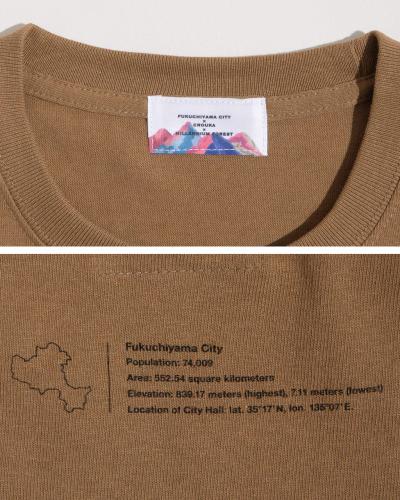 FUKUCHIYAMA CITY
×
CHOUKA
×
MILLENNIUM FOREST
Fukuchiyama City
Population: 74,009
Area: 552.54 square kilometers
Elevation: 839.17 meters (highest), 7.11 meters (lowest)
Location of City Hall: lat. 35°17'N, lon. 135°07'E.